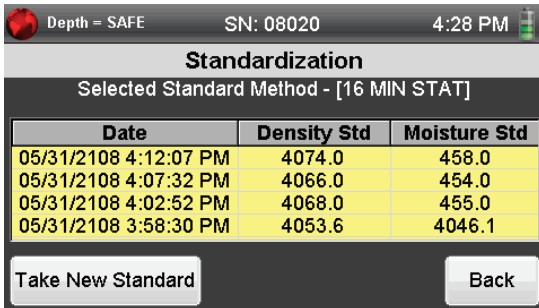 Depth = SAFE SN: 08020 4:28 PM
Standardization
Selected Standard Method - [16 MIN STAT]
Date Density Std Moisture Std
05/31/2108 4:12:07 PM 4074.0 458.0
05/31/2108 4:07:32 PM 4066.0 454.0
05/31/2108 4:02:52 PM 4068.0 455.0
05/31/2108 3:58:30 PM 4053.6 4046.1
Take New Standard Back